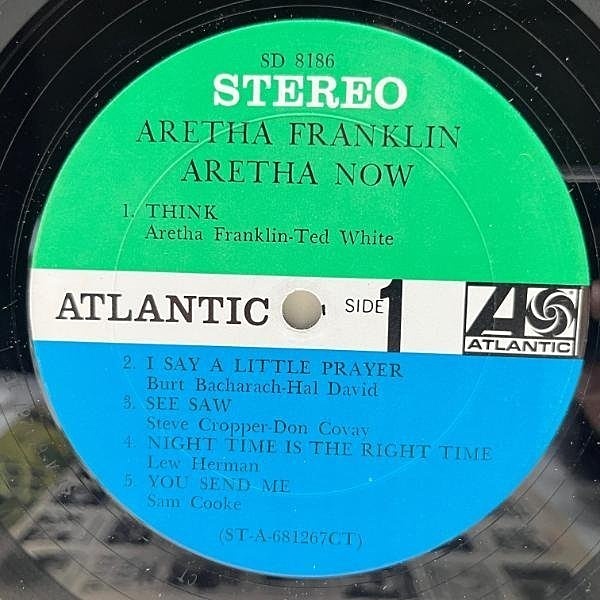 SD 8186
STEREO
ARETHA FRANKLIN
ARETHA NOW
1. THINK
Aretha Franklin-Ted White
ATLANTIC SIDE 1
ATLANTIC
2. I SAY A LITTLE PRAYER
Burt Bacharach-Hal David
3. SEE SAW
Steve Cropper-Don Covay
4. NIGHT TIME IS THE RIGHT TIME
Lew Herman
5. YOU SEND ME
Sam Cooke
(ST-A-681267CT)